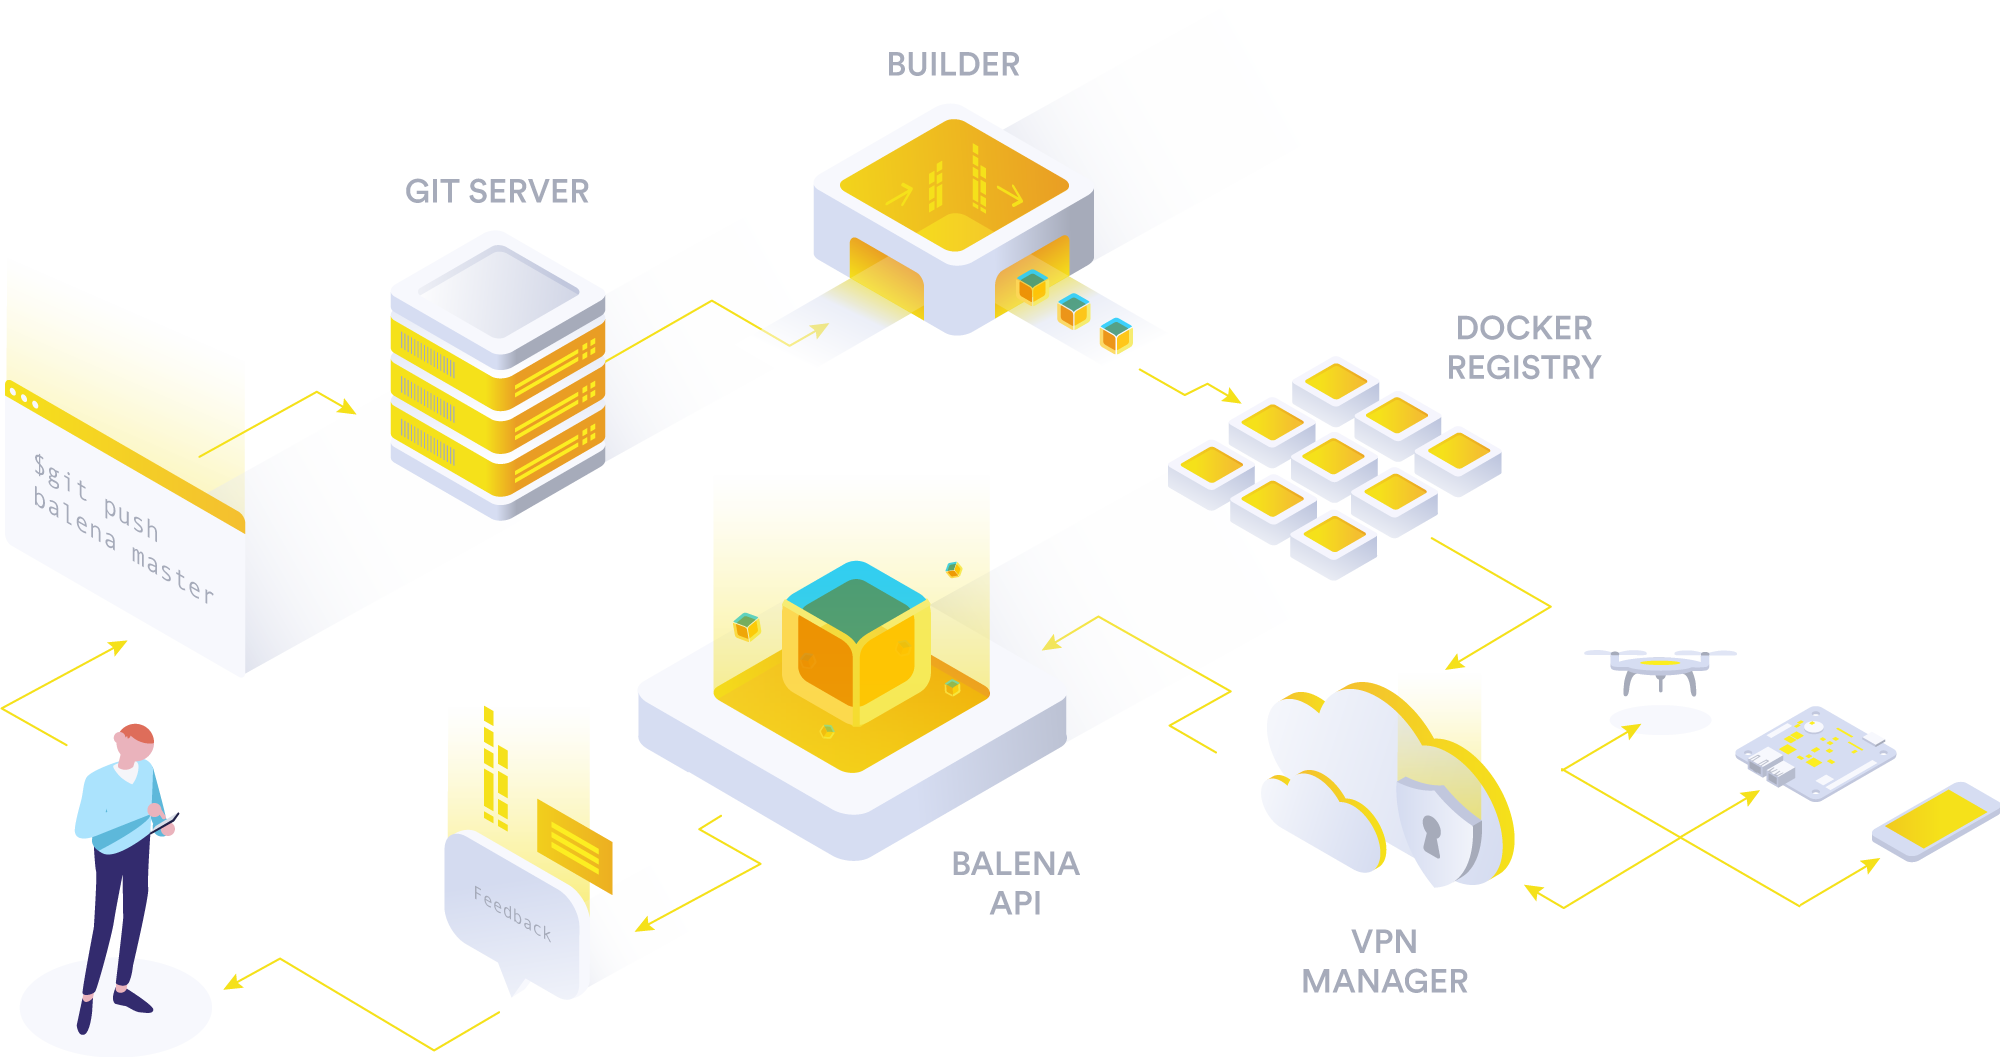 BUILDER
GIT SERVER
DOCKER
REGISTRY
$git push
balena master
BALENA
API
Feedback
VPN
MANAGER